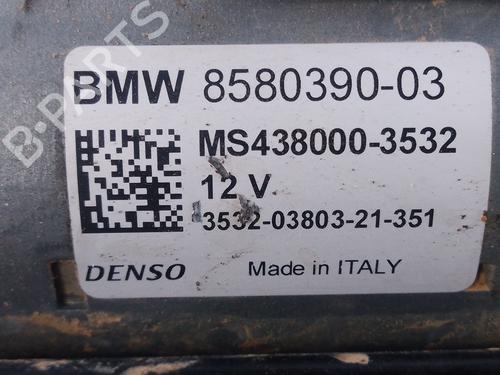 B-PARTS
BMW 8580390-03
MS438000-3532
12 V
3532-03803-21-351
DENSO Made in ITALY